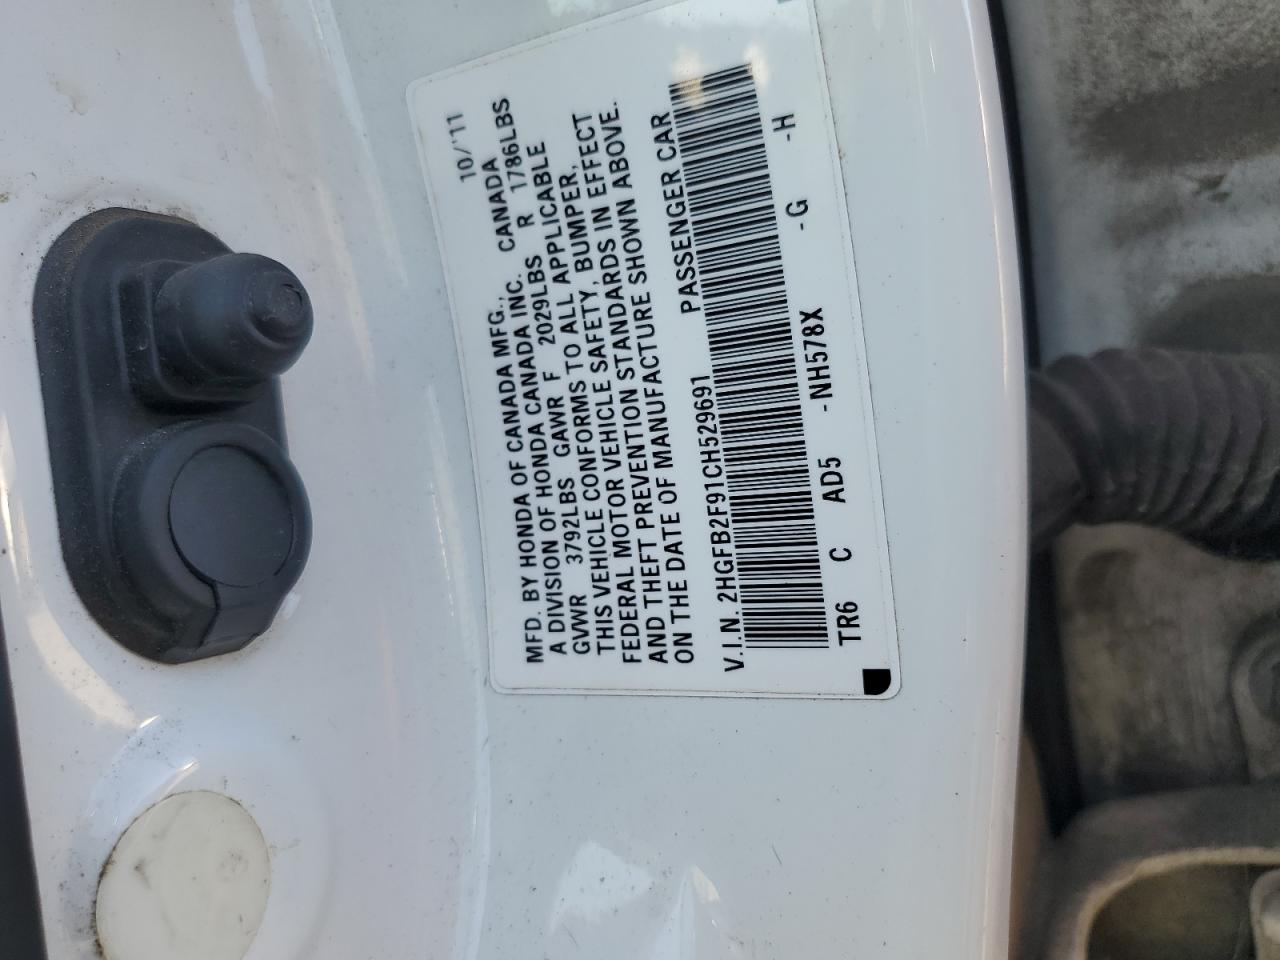 MFD. BY HONDA OF CANADA MFG., CANADA 10/'11
A DIVISION OF HONDA CANADA INC.
GVWR 3792LBS GAWR F 2029LBS R 1786LBS
THIS VEHICLE CONFORMS TO ALL APPLICABLE
FEDERAL MOTOR VEHICLE SAFETY, BUMPER,
AND THEFT PREVENTION STANDARDS IN EFFECT
ON THE DATE OF MANUFACTURE SHOWN ABOVE.
V.I.N. 2HGFB2F91CH529691 PASSENGER CAR
TR6 C AD5 -NH578X -G -H